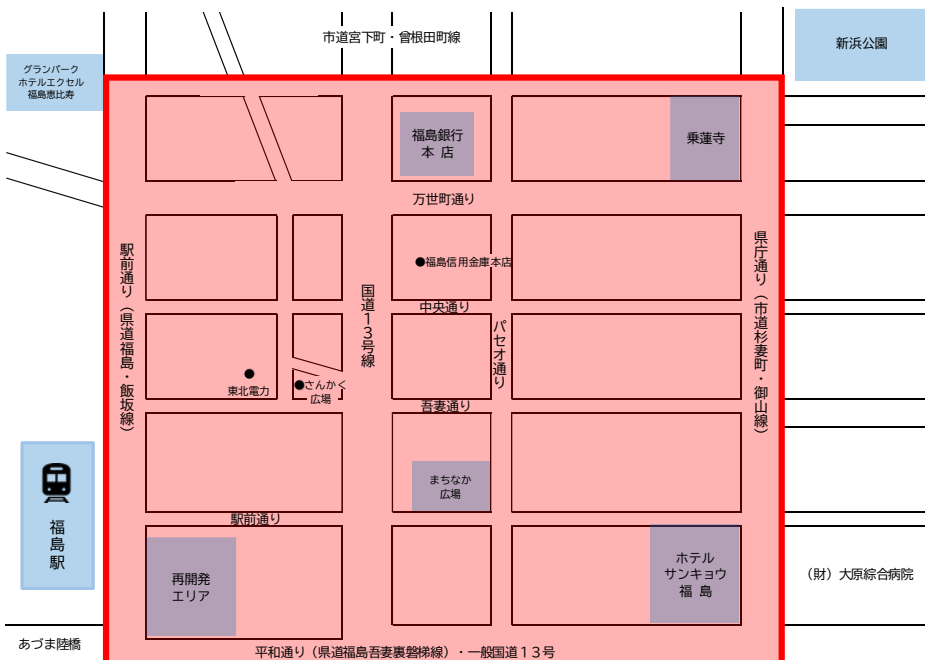 市道宮下町・曾根田町線
新浜公園
グランパーク
ホテルエクセル
福島恵比寿
福島銀行
本 店
乗蓮寺
万世町通り
駅前通り（県道福島・飯坂線）
国道１３号線
●福島信用金庫本店
中央通り
パセオ通り
県庁通り（市道杉妻町・御山線）
東北電力
●さんかく
広場
吾妻通り
まちなか
広場
福島駅
駅前通り
再開発
エリア
ホテル
サンキョウ
福 島
（財）大原綜合病院
あづま陸橋
平和通り（県道福島吾妻裏磐梯線）・一般国道１３号